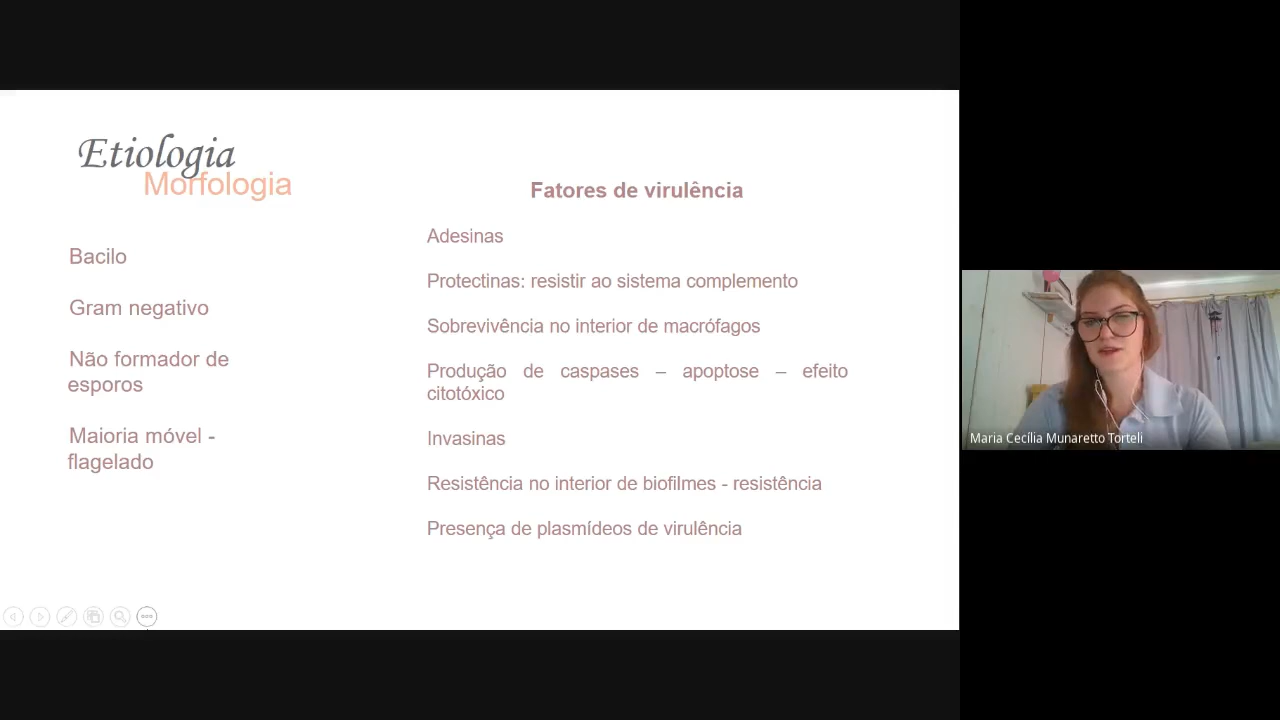 Etiologia
Morfologia
Bacilo
Gram negativo
Não formador de
esporos
Maioria móvel -
flagelado
Fatores de virulência
Adesinas
Protectinas: resistir ao sistema complemento
Sobrevivência no interior de macrófagos
Produção de caspases – apoptose – efeito
citotóxico
Invasinas
Resistência no interior de biofilmes - resistência
Presença de plasmídeos de virulência
Maria Cecília Munaretto Torteli